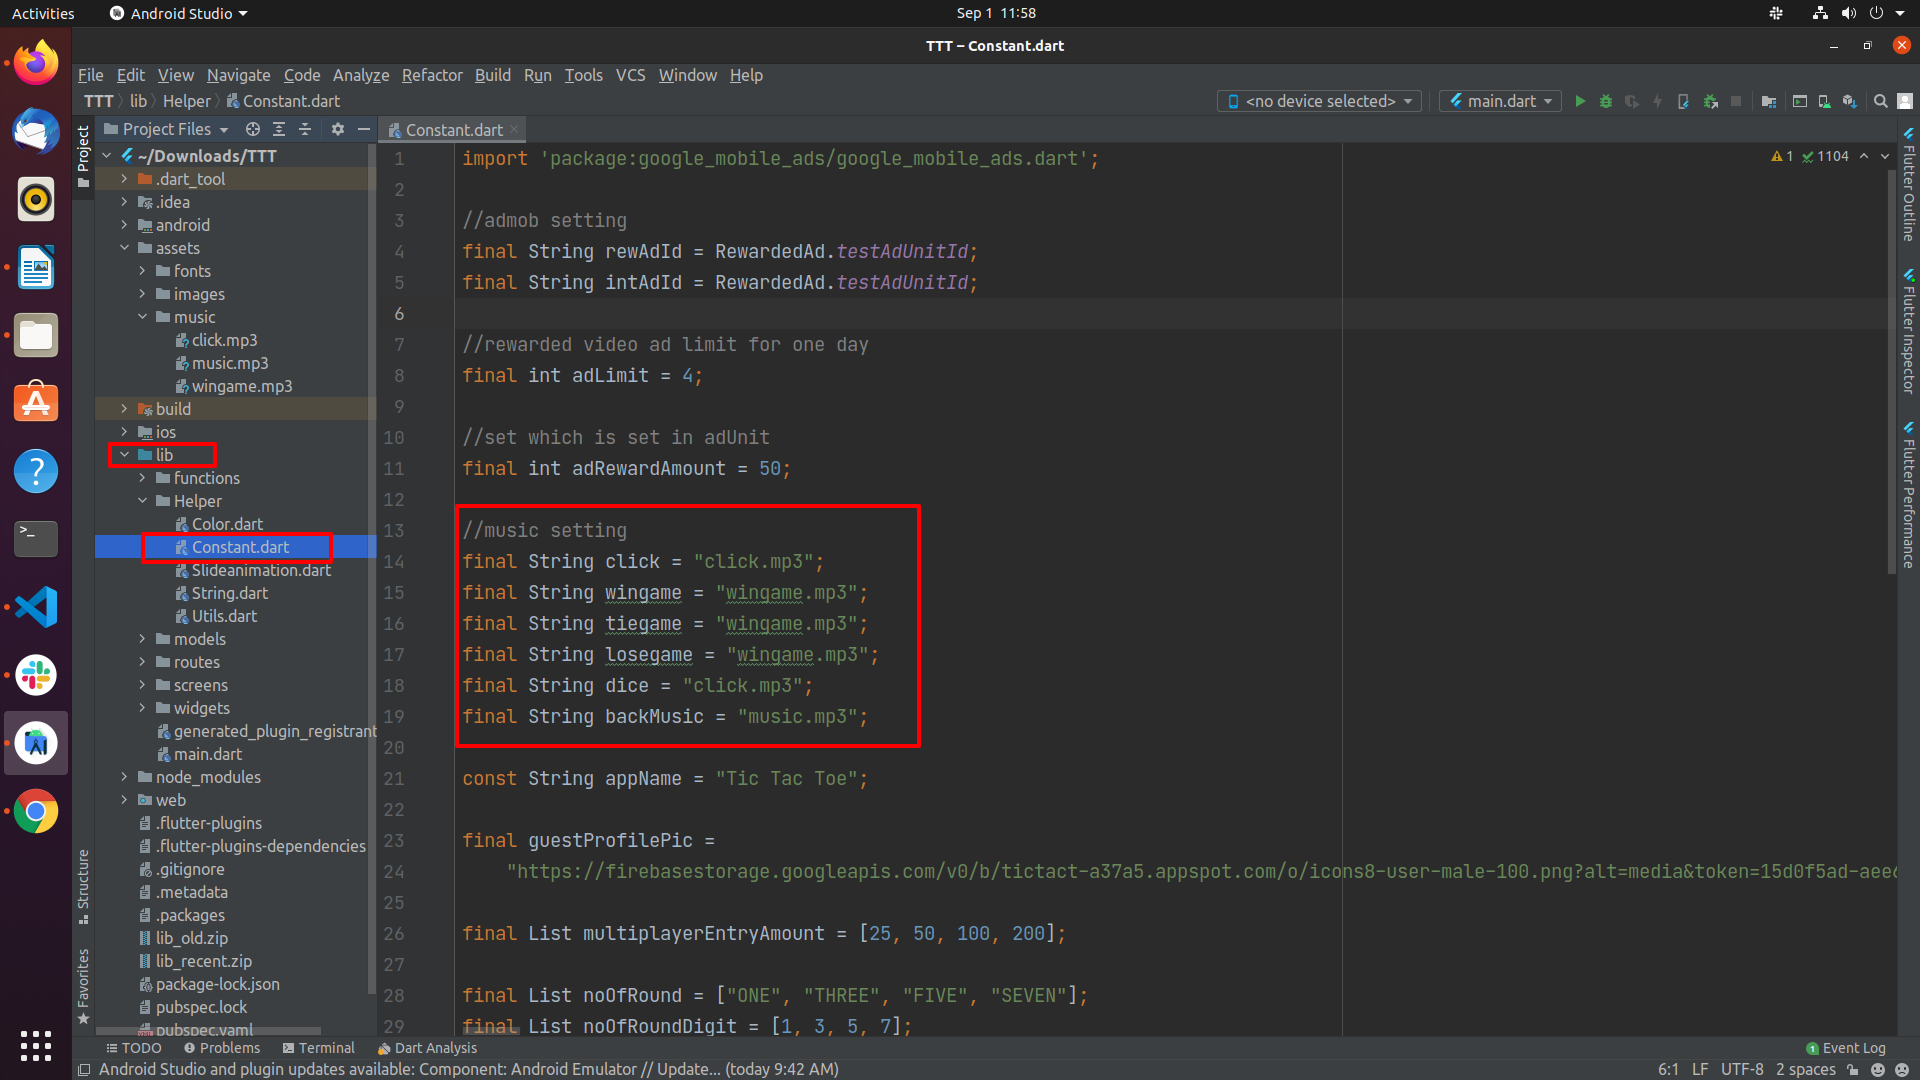 Activities
Android Studio
Sep 1 11:58
TTT – Constant.dart
File Edit View Navigate Code Analyze Refactor Build Run Tools VCS Window Help
TTT lib Helper Constant.dart
<no device selected>
main.dart
Project
Project Files
~/Downloads/TTT
.dart_tool
.idea
android
assets
fonts
images
music
click.mp3
music.mp3
wingame.mp3
build
ios
lib
functions
Helper
Color.dart
Constant.dart
Slideanimation.dart
String.dart
Utils.dart
models
routes
screens
widgets
generated_plugin_registrant
main.dart
node_modules
web
.flutter-plugins
.flutter-plugins-dependencies
.gitignore
.metadata
.packages
lib_old.zip
lib_recent.zip
package-lock.json
pubspec.lock
pubspec.yaml
Structure
Favorites
Constant.dart
1 import 'package:google_mobile_ads/google_mobile_ads.dart';
2
3 //admob setting
4 final String rewAdId = RewardedAd.testAdUnitId;
5 final String intAdId = RewardedAd.testAdUnitId;
6
7 //rewarded video ad limit for one day
8 final int adLimit = 4;
9
10 //set which is set in adUnit
11 final int adRewardAmount = 50;
12
13 //music setting
14 final String click = "click.mp3";
15 final String wingame = "wingame.mp3";
16 final String tiegame = "wingame.mp3";
17 final String losegame = "wingame.mp3";
18 final String dice = "click.mp3";
19 final String backMusic = "music.mp3";
20
21 const String appName = "Tic Tac Toe";
22
23 final guestProfilePic =
24 "https://firebasestorage.googleapis.com/v0/b/tictact-a37a5.appspot.com/o/icons8-user-male-100.png?alt=media&token=15d0f5ad-aee
25
26 final List multiplayerEntryAmount = [25, 50, 100, 200];
27
28 final List noOfRound = ["ONE", "THREE", "FIVE", "SEVEN"];
29 final List noOfRoundDigit = [1, 3, 5, 7];
1 1104
Flutter Outline
Flutter Inspector
Flutter Performance
TODO Problems Terminal Dart Analysis
1 Event Log
Android Studio and plugin updates available: Component: Android Emulator // Update... (today 9:42 AM)
6:1 LF UTF-8 2 spaces